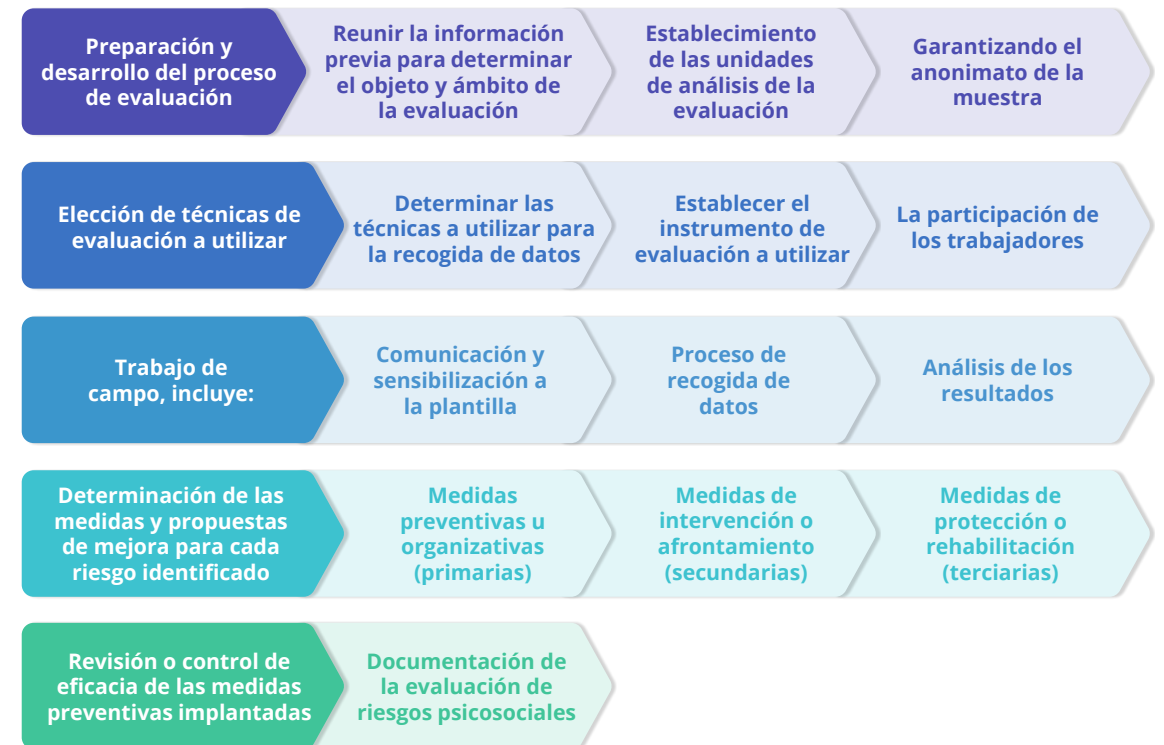 Preparación y
desarrollo del proceso
de evaluación
Reunir la información
previa para determinar
el objeto y ámbito de
la evaluación
Establecimiento
de las unidades
de análisis de la
evaluación
Garantizando el
anonimato de la
muestra
Elección de técnicas de
evaluación a utilizar
Determinar las
técnicas a utilizar para
la recogida de datos
Establecer el
instrumento de
evaluación a utilizar
La participación de
los trabajadores
Trabajo de
campo, incluye:
Comunicación y
sensibilización a
la plantilla
Proceso de
recogida de
datos
Análisis de los
resultados
Determinación de las
medidas y propuestas
de mejora para cada
riesgo identificado
Medidas
preventivas u
organizativas
(primarias)
Medidas de
intervención o
afrontamiento
(secundarias)
Medidas de
protección o
rehabilitación
(terciarias)
Revisión o control de
eficacia de las medidas
preventivas implantadas
Documentación de
la evaluación de
riesgos psicosociales